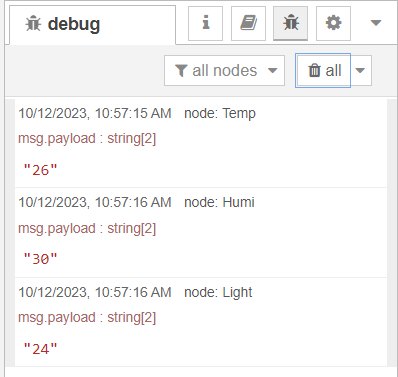 debug
i
all nodes
all
10/12/2023, 10:57:15 AM node: Temp
msg.payload : string[2]
"26"
10/12/2023, 10:57:16 AM node: Humi
msg.payload : string[2]
"30"
10/12/2023, 10:57:16 AM node: Light
msg.payload : string[2]
"24"